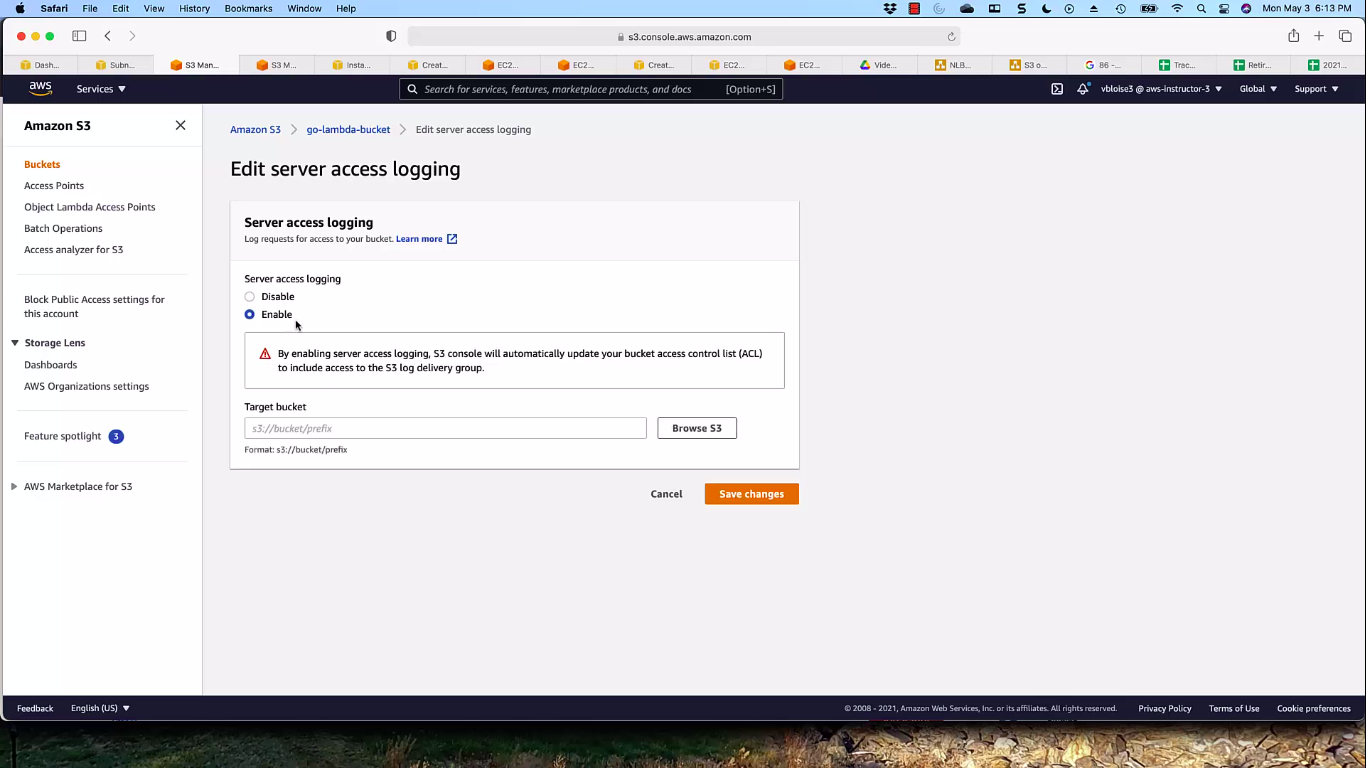 Safari File Edit View History Bookmarks Window Help Mon May 3 6:13 PM
s3.console.aws.amazon.com
Dash... Subn... S3 Man... S3 M... Insta... Creat... EC2... EC2... Creat... EC2... EC2... Vide... NLB... S3 o... 86 -... Trac... Retir... 2021...
aws Services Search for services, features, marketplace products, and docs [Option+S] vbloise3 @ aws-instructor-3 Global Support
Amazon S3
Buckets
Access Points
Object Lambda Access Points
Batch Operations
Access analyzer for S3
Block Public Access settings for
this account
Storage Lens
Dashboards
AWS Organizations settings
Feature spotlight 3
AWS Marketplace for S3
Amazon S3 go-lambda-bucket Edit server access logging
Edit server access logging
Server access logging
Log requests for access to your bucket. Learn more
Server access logging
Disable
Enable
By enabling server access logging, S3 console will automatically update your bucket access control list (ACL)
to include access to the S3 log delivery group.
Target bucket
s3://bucket/prefix Browse S3
Format: s3://bucket/prefix
Cancel Save changes
Feedback English (US) © 2008 - 2021, Amazon Web Services, Inc. or its affiliates. All rights reserved. Privacy Policy Terms of Use Cookie preferences